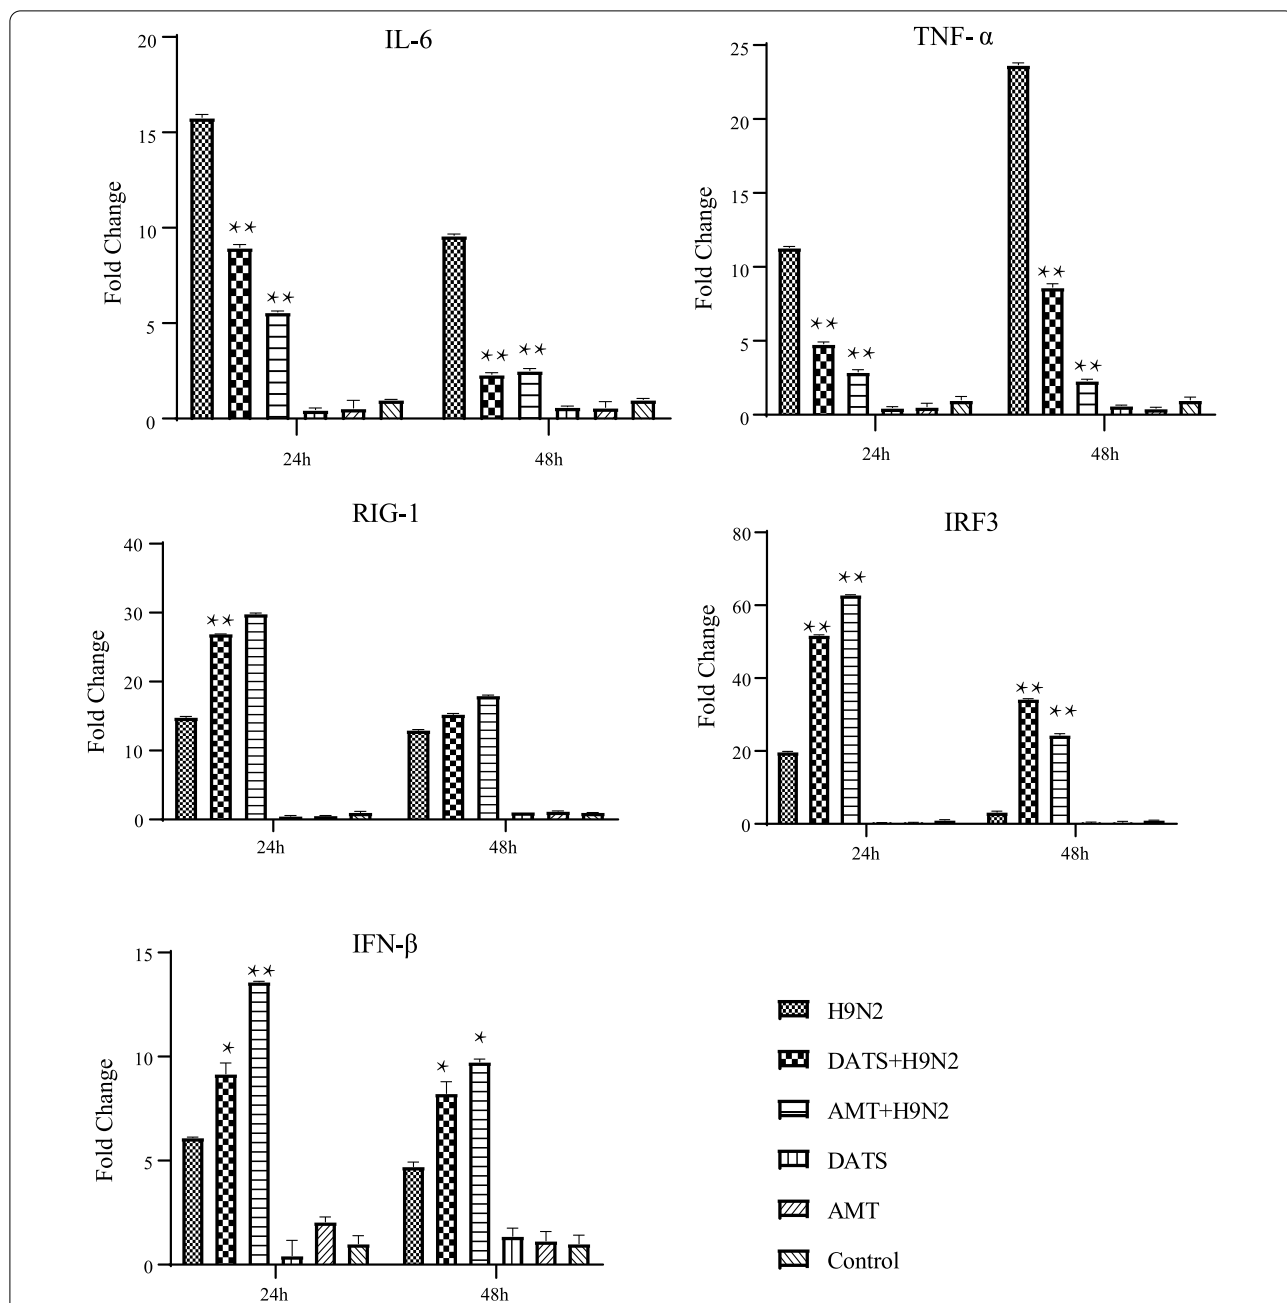 IL-6
Fold Change
20
15
10
5
0
★★
★★
★★
★★
24h
48h
TNF- α
Fold Change
25
20
15
10
5
0
★★
★★
★★
★★
24h
48h
RIG-1
Fold Change
40
30
20
10
0
★★
24h
48h
IRF3
Fold Change
80
60
40
20
0
★★
★★
★★
★★
24h
48h
IFN-β
Fold Change
15
10
5
0
★
★★
★
★
24h
48h
H9N2
DATS+H9N2
AMT+H9N2
DATS
AMT
Control